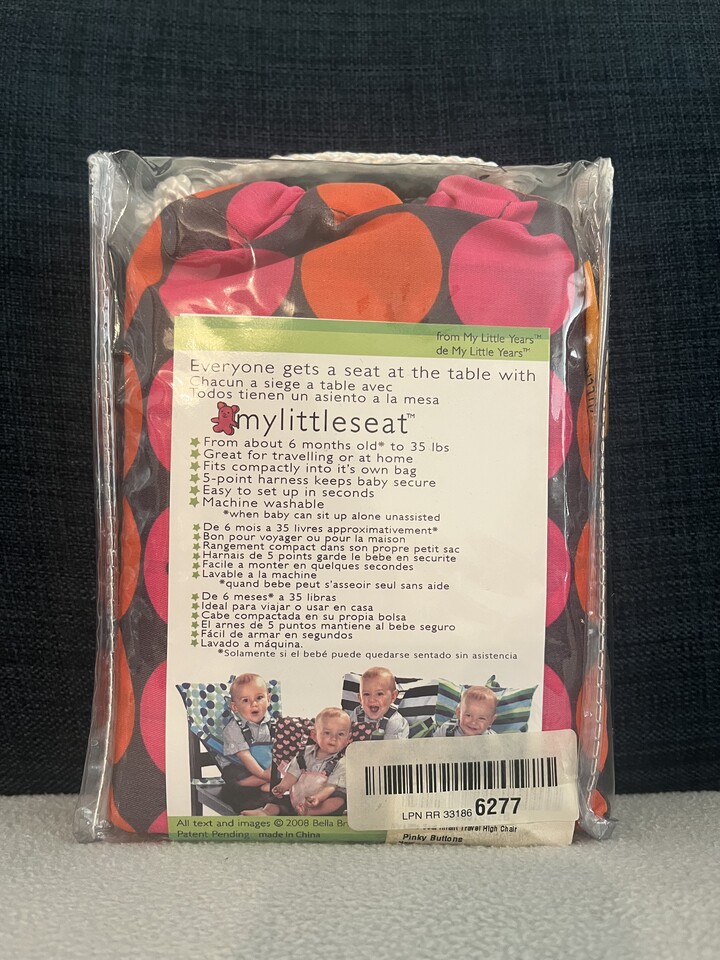 from My Little Years™
de My Little Years™
Everyone gets a seat at the table with
Chacun a siege a table avec
Todos tienen un asiento a la mesa
mylittleseat™
From about 6 months old* to 35 lbs
Great for travelling or at home
Fits compactly into it's own bag
5-point harness keeps baby secure
Easy to set up in seconds
Machine washable
*when baby can sit up alone unassisted
De 6 mois a 35 livres approximativement*
Bon pour voyager ou pour la maison
Rangement compact dans son propre petit sac
Harnais de 5 points garde le bebe en securite
Facile a monter en quelques secondes
Lavable a la machine
*quand bebe peut s'asseoir seul sans aide
De 6 meses* a 35 libras
Ideal para viajar o usar en casa
Cabe compactada en su propia bolsa
El arnes de 5 puntos mantiene al bebe seguro
Fácil de armar en segundos
Lavado a máquina.
*Solamente si el bebé puede quedarse sentado sin asistencia
LPN RR 33186 6277
Travel High Chair
Pinky Buttons
All text and images © 2008 Bella
Patent Pending made in China